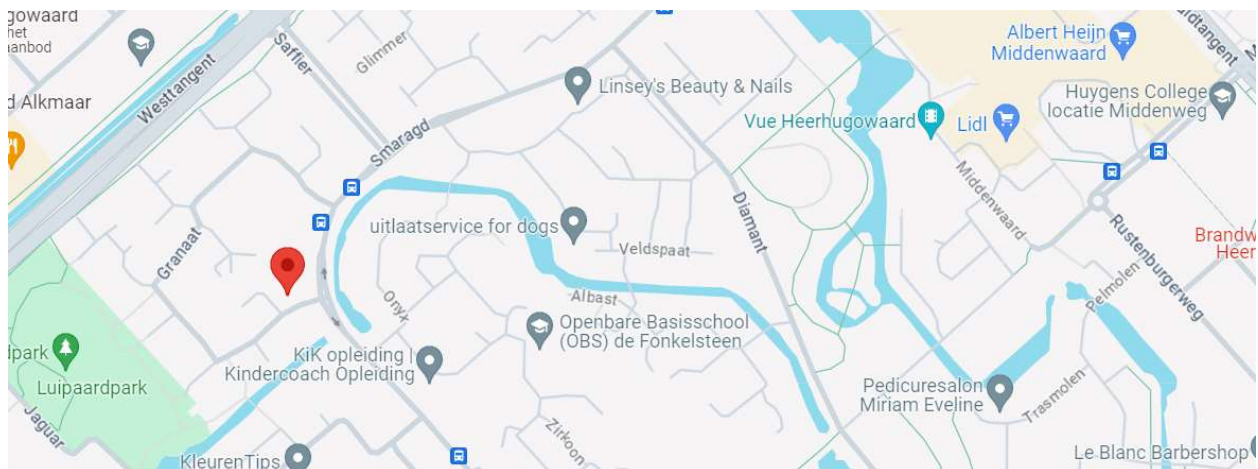 gowaard
het
aanbod
d Alkmaar
Westtangent
Saffier
Glimmer
Smaragd
Linsey's Beauty & Nails
Albert Heijn
Middenwaard
Huygens College
locatie Middenweg
Vue Heerhugowaard
Lidl
Middenwaard
Diamant
Rustenburgerweg
Brandw
Heer
uitlaatservice for dogs
Veldspaat
Granaat
Onyx
Albast
Openbare Basisschool
(OBS) de Fonkelsteen
KiK opleiding |
Kindercoach Opleiding
dpark
Luipaardpark
Jaguar
KleurenTips
Zirkoon
Pelmolen
Pedicuresalon
Miriam Eveline
Trasmolen
Le Blanc Barbershop